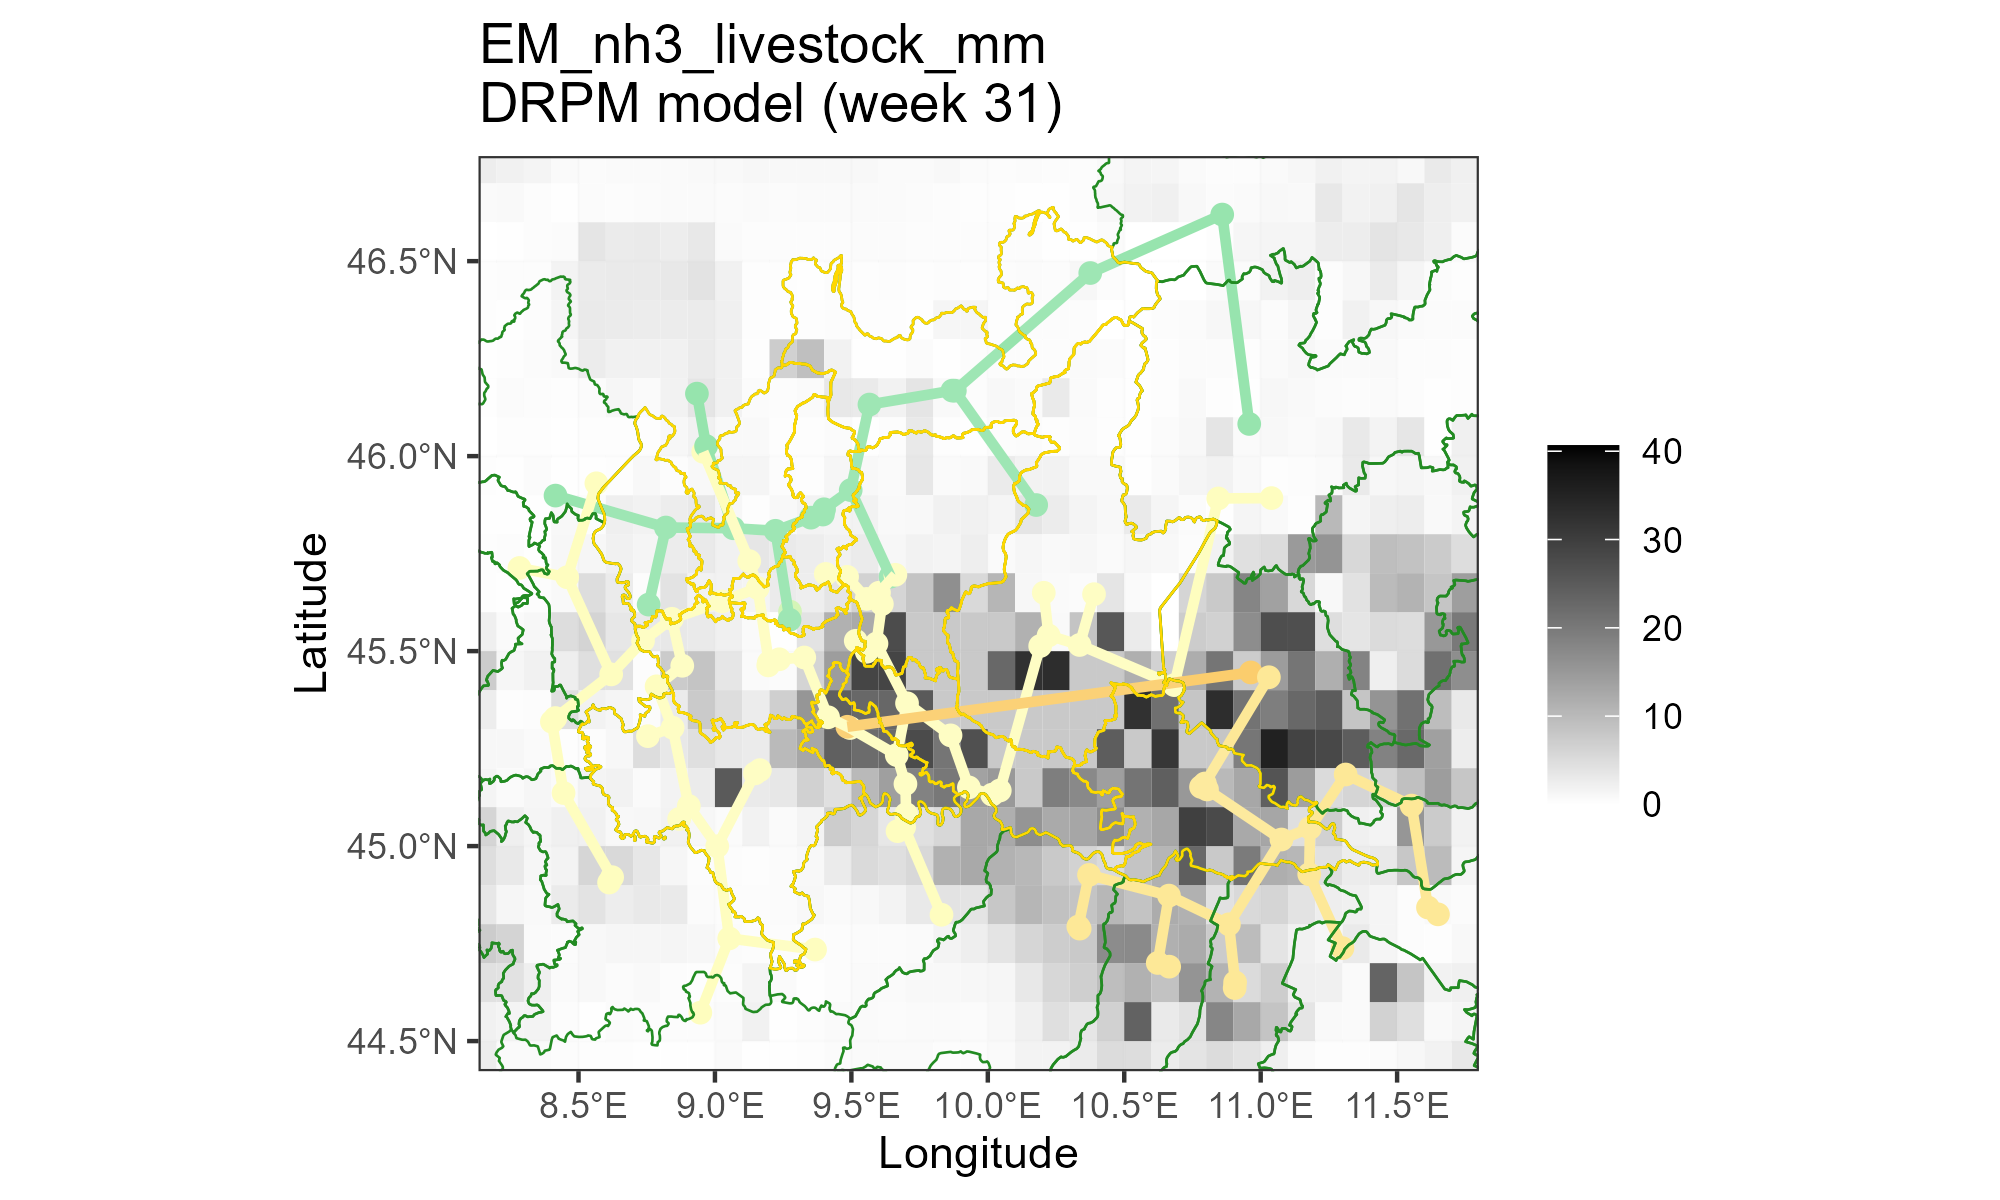 EM_nh3_livestock_mm
DRPM model (week 31)
46.5°N
46.0°N
45.5°N
45.0°N
44.5°N
Latitude
8.5°E
9.0°E
9.5°E
10.0°E
10.5°E
11.0°E
11.5°E
Longitude
40
30
20
10
0